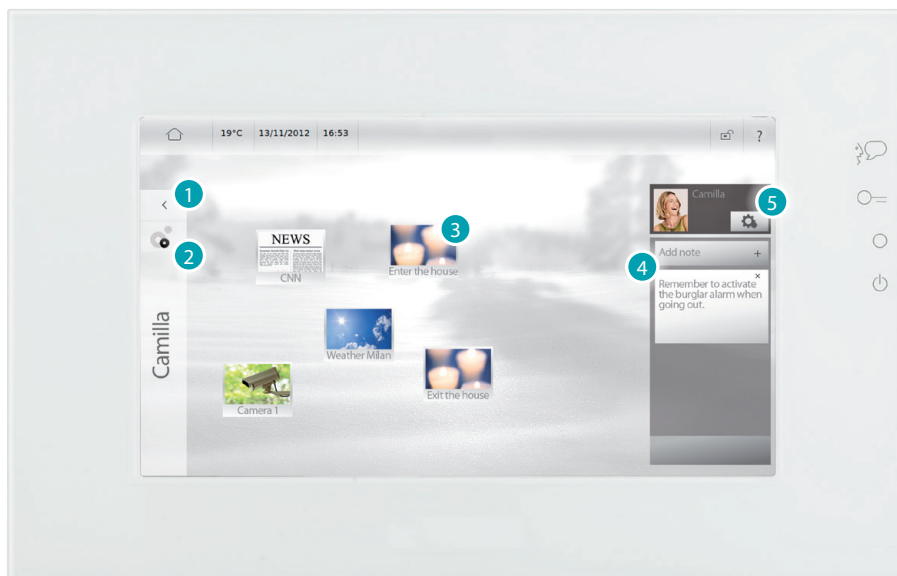 19°C 13/11/2012 16:53 ?
1
<
2
Camilla
NEWS
CNN
3
Enter the house
Weather Milan
Camera 1
Exit the house
Camilla
5
4
Add note +
×
Remember to activate
the burglar alarm when
going out.